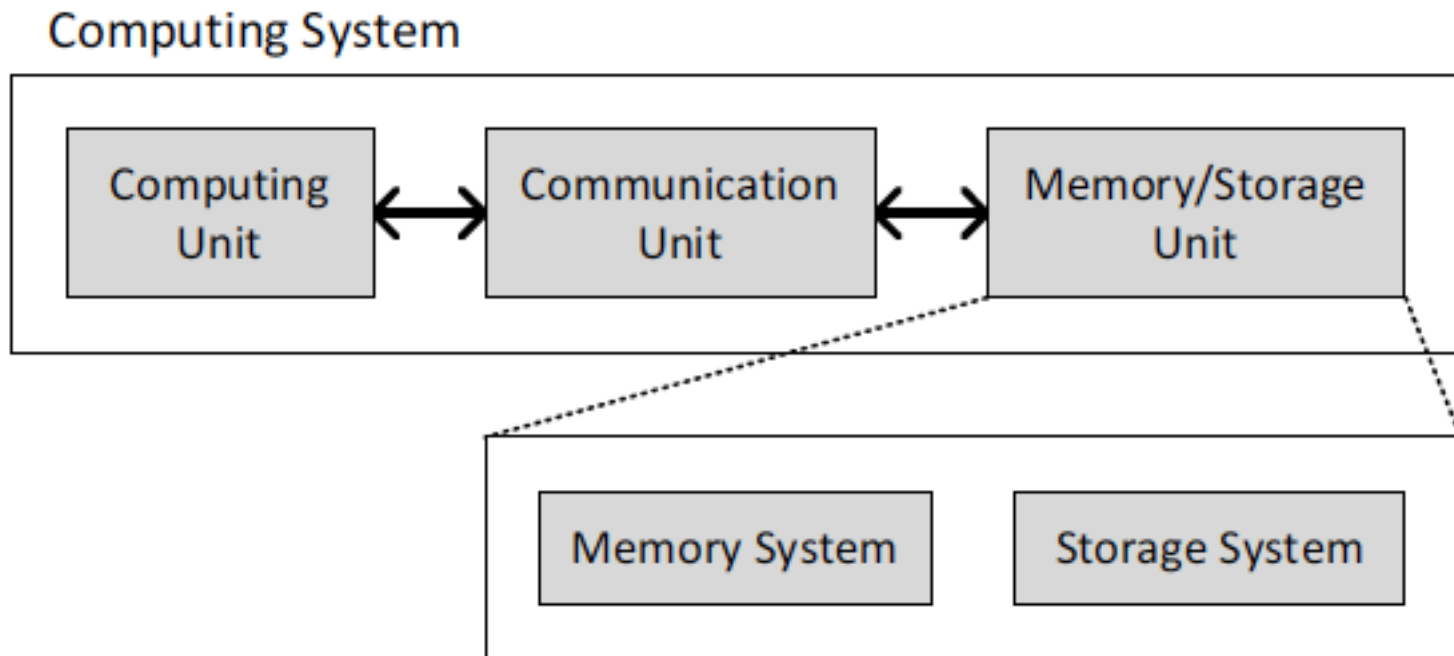 Computing System
Computing
Unit
Communication
Unit
Memory/Storage
Unit
Memory System
Storage System